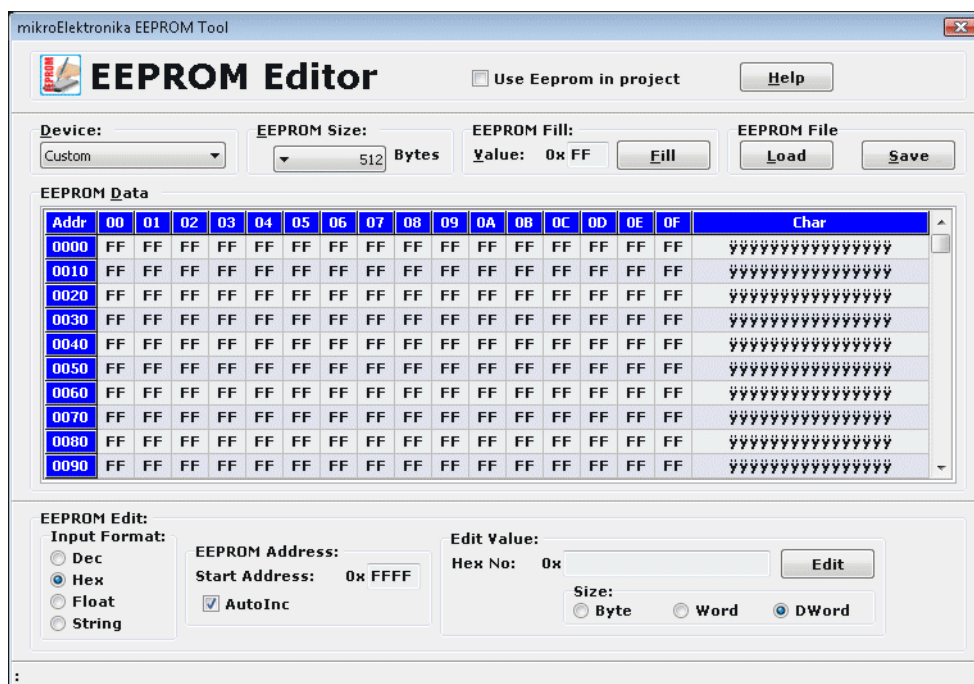 mikroElektronika EEPROM Tool
EEPROM
EEPROM Editor
Use Eeprom in project
Help
Device:
EEPROM Size:
EEPROM Fill:
EEPROM File
Custom
512 Bytes
Value: 0x FF
Fill
Load
Save
EEPROM Data
Addr 00 01 02 03 04 05 06 07 08 09 0A 0B 0C 0D 0E 0F Char
0000 FF FF FF FF FF FF FF FF FF FF FF FF FF FF FF FF ÿÿÿÿÿÿÿÿÿÿÿÿÿÿÿÿ
0010 FF FF FF FF FF FF FF FF FF FF FF FF FF FF FF FF ÿÿÿÿÿÿÿÿÿÿÿÿÿÿÿÿ
0020 FF FF FF FF FF FF FF FF FF FF FF FF FF FF FF FF ÿÿÿÿÿÿÿÿÿÿÿÿÿÿÿÿ
0030 FF FF FF FF FF FF FF FF FF FF FF FF FF FF FF FF ÿÿÿÿÿÿÿÿÿÿÿÿÿÿÿÿ
0040 FF FF FF FF FF FF FF FF FF FF FF FF FF FF FF FF ÿÿÿÿÿÿÿÿÿÿÿÿÿÿÿÿ
0050 FF FF FF FF FF FF FF FF FF FF FF FF FF FF FF FF ÿÿÿÿÿÿÿÿÿÿÿÿÿÿÿÿ
0060 FF FF FF FF FF FF FF FF FF FF FF FF FF FF FF FF ÿÿÿÿÿÿÿÿÿÿÿÿÿÿÿÿ
0070 FF FF FF FF FF FF FF FF FF FF FF FF FF FF FF FF ÿÿÿÿÿÿÿÿÿÿÿÿÿÿÿÿ
0080 FF FF FF FF FF FF FF FF FF FF FF FF FF FF FF FF ÿÿÿÿÿÿÿÿÿÿÿÿÿÿÿÿ
0090 FF FF FF FF FF FF FF FF FF FF FF FF FF FF FF FF ÿÿÿÿÿÿÿÿÿÿÿÿÿÿÿÿ
EEPROM Edit:
Input Format:
Dec
Hex
Float
String
EEPROM Address:
Start Address: 0x FFFF
AutoInc
Edit Value:
Hex No: 0x
Edit
Size:
Byte Word DWord
: